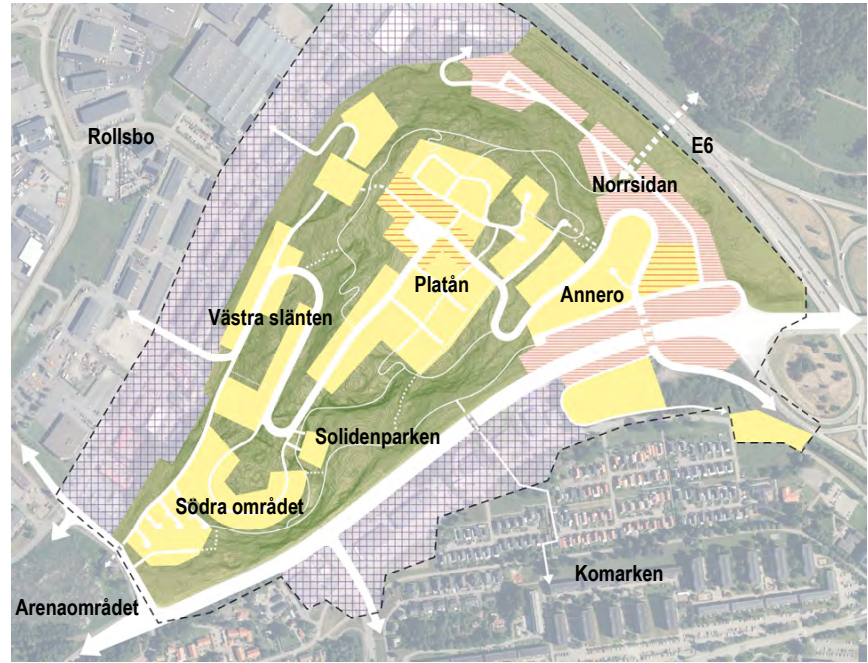 Rollsbo
E6
Norrsidan
Platån
Annero
Västra slänten
Solidenparken
Södra området
Komarken
Arenaområdet